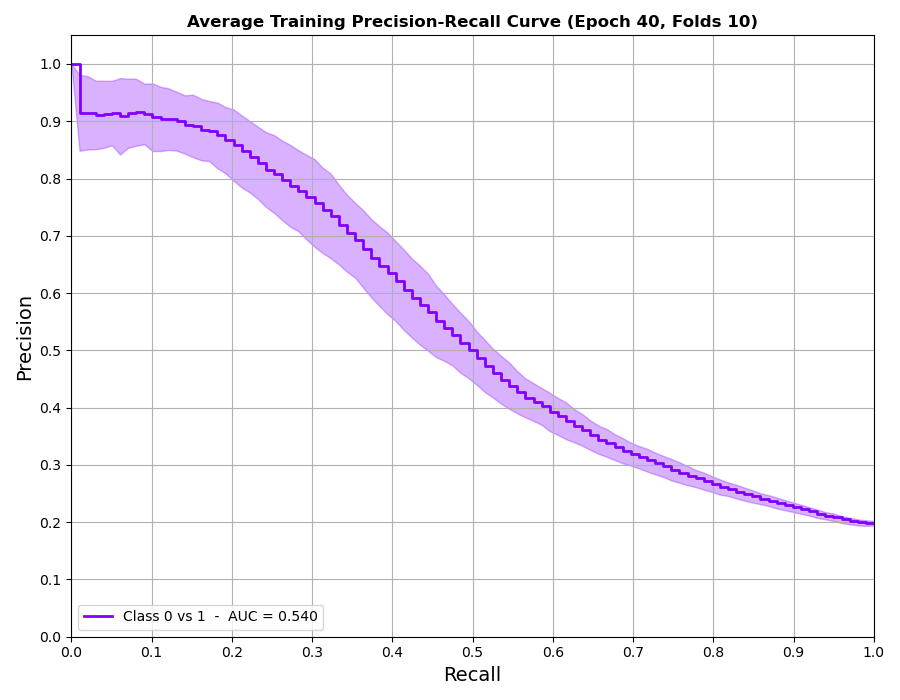 Average Training Precision-Recall Curve (Epoch 40, Folds 10)
1.0
0.9
0.8
0.7
0.6
0.5
0.4
0.3
0.2
0.1
0.0
Precision
Class 0 vs 1 - AUC = 0.540
0.0 0.1 0.2 0.3 0.4 0.5 0.6 0.7 0.8 0.9 1.0
Recall